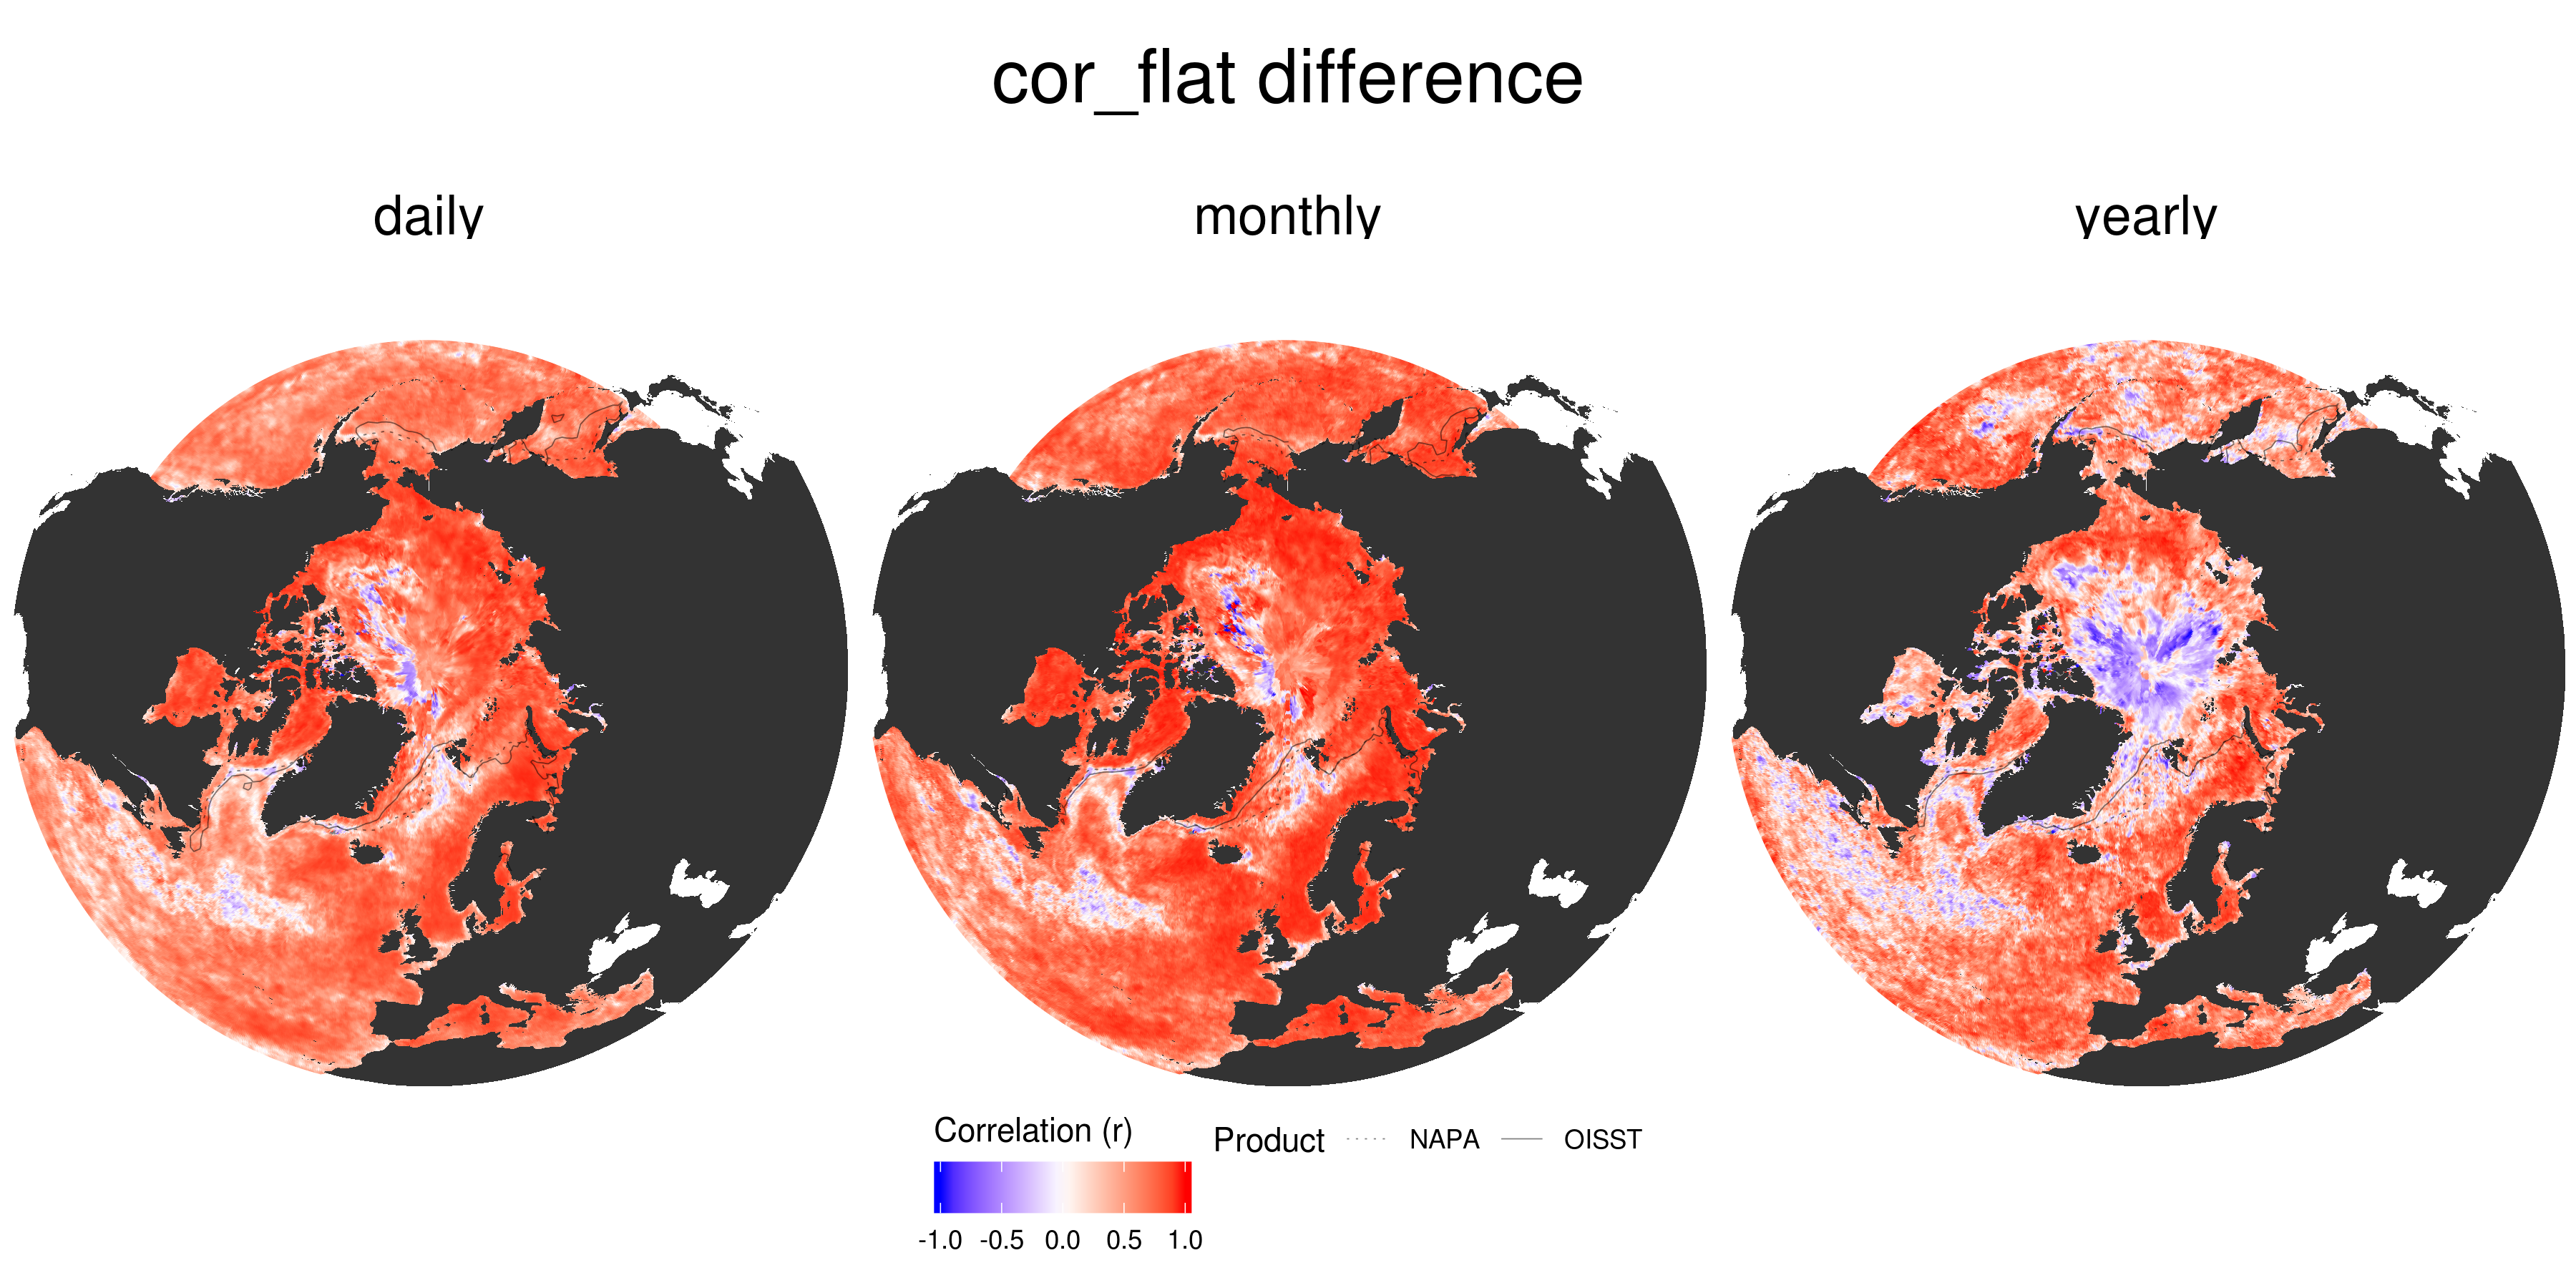 cor_flat difference
daily
monthly
yearly
Correlation (r)
-1.0 -0.5 0.0 0.5 1.0
Product NAPA OISST